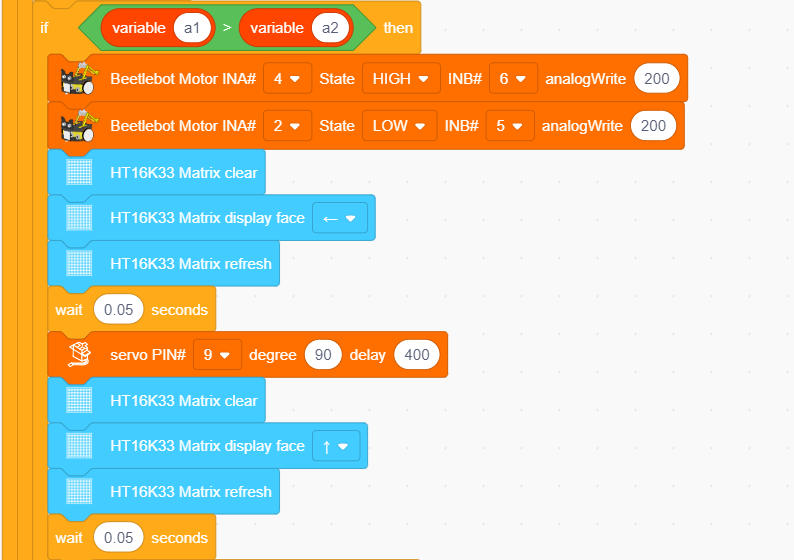 if variable a1 > variable a2 then
Beetlebot Motor INA# 4 State HIGH INB# 6 analogWrite 200
Beetlebot Motor INA# 2 State LOW INB# 5 analogWrite 200
HT16K33 Matrix clear
HT16K33 Matrix display face ←
HT16K33 Matrix refresh
wait 0.05 seconds
servo PIN# 9 degree 90 delay 400
HT16K33 Matrix clear
HT16K33 Matrix display face ↑
HT16K33 Matrix refresh
wait 0.05 seconds